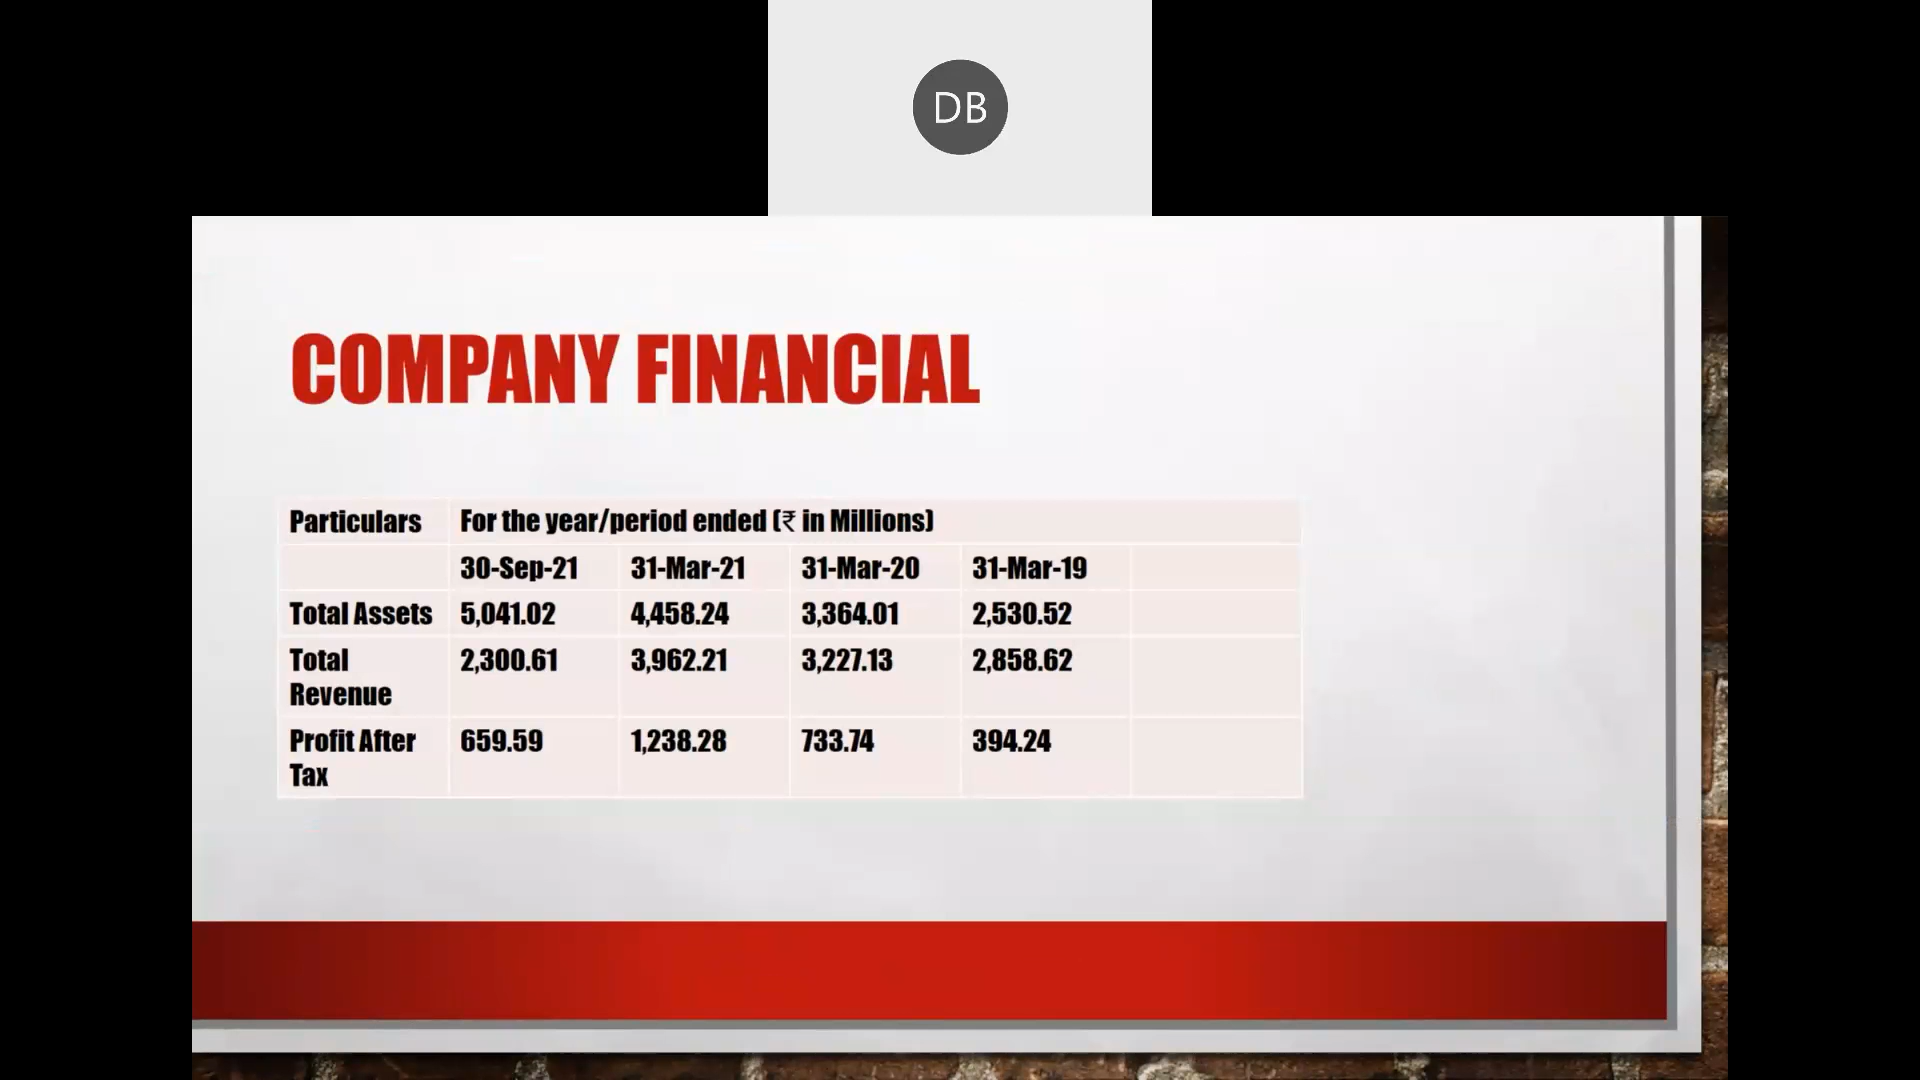 DB
COMPANY FINANCIAL
Particulars For the year/period ended (₹ in Millions)
30-Sep-21 31-Mar-21 31-Mar-20 31-Mar-19
Total Assets 5,041.02 4,458.24 3,364.01 2,530.52
Total Revenue 2,300.61 3,962.21 3,227.13 2,858.62
Profit After Tax 659.59 1,238.28 733.74 394.24